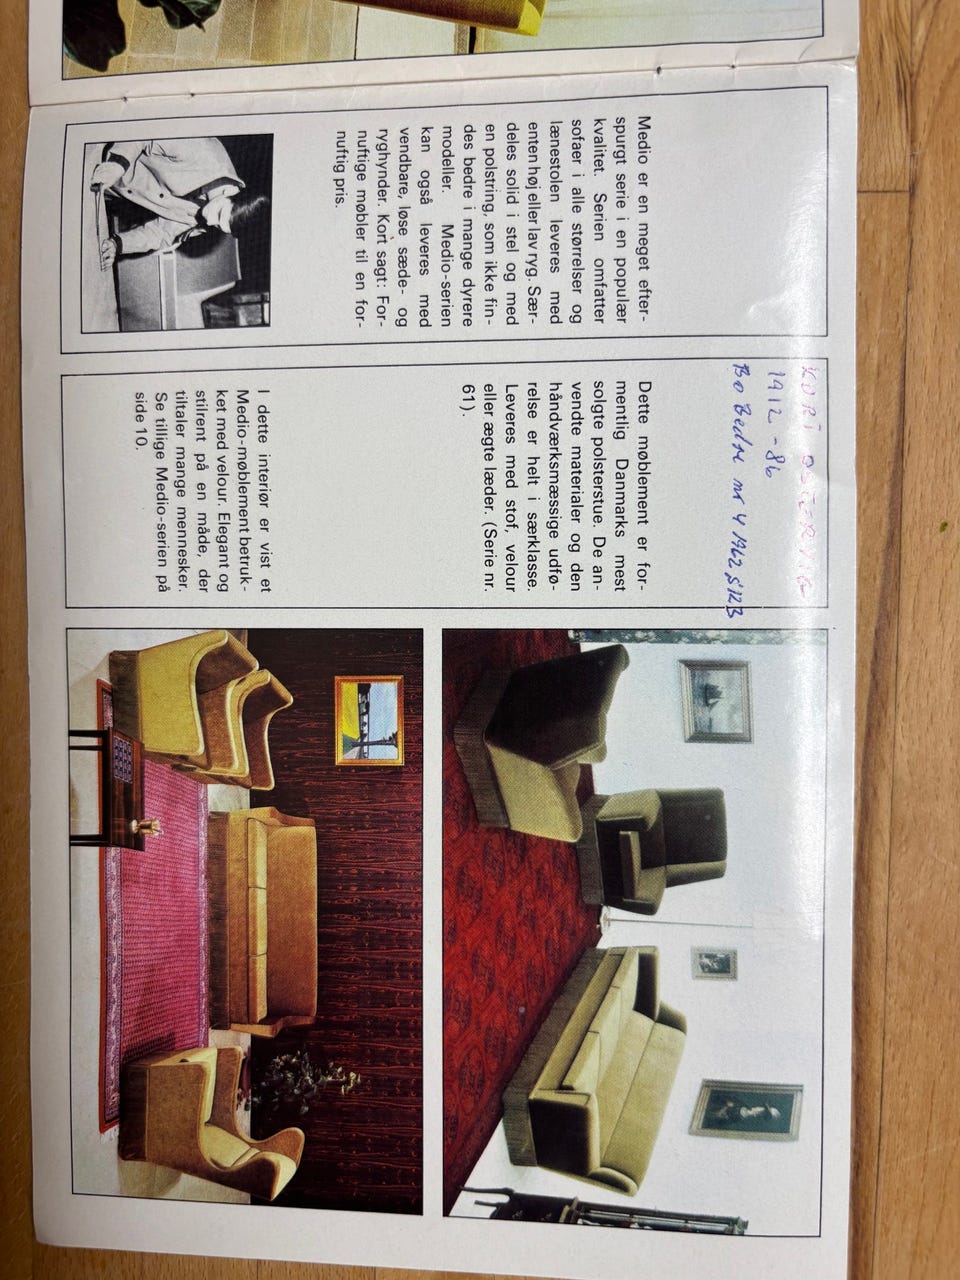 Medio er en meget efter-
spurgt serie i en populær
kvalitet. Serien omfatter
sofaer i alle størrelser og
lænestolen leveres med
enten høj eller lav ryg. Sær-
deles solid i stel og med
en polstring, som ikke fin-
des bedre i mange dyrere
modeller. Medio-serien
kan også leveres med
vendbare, løse sæde- og
ryghynder. Kort sagt: For-
nuftige møbler til en for-
nuftig pris.
KURT ØSTERVIG
1912 - 86
Bo Bedre nr 4 1962, s 123
Dette møblement er for-
mentlig Danmarks mest
solgte polsterstue. De an-
vendte materialer og den
håndværksmæssige udfø-
relse er helt i særklasse.
Leveres med stof, velour
eller ægte læder. (Serie nr.
61).
I dette interiør er vist et
Medio-møblement betruk-
ket med velour. Elegant og
stilrent på en måde, der
tiltaler mange mennesker.
Se tillige Medio-serien på
side 10.